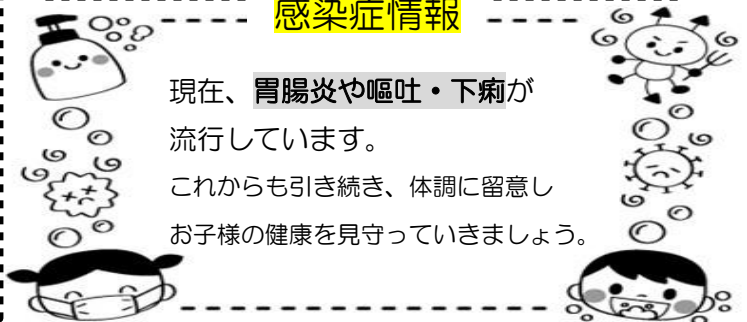 感染症情報
現在、胃腸炎や嘔吐・下痢が
流行しています。
これからも引き続き、体調に留意し
お子様の健康を見守っていきましょう。